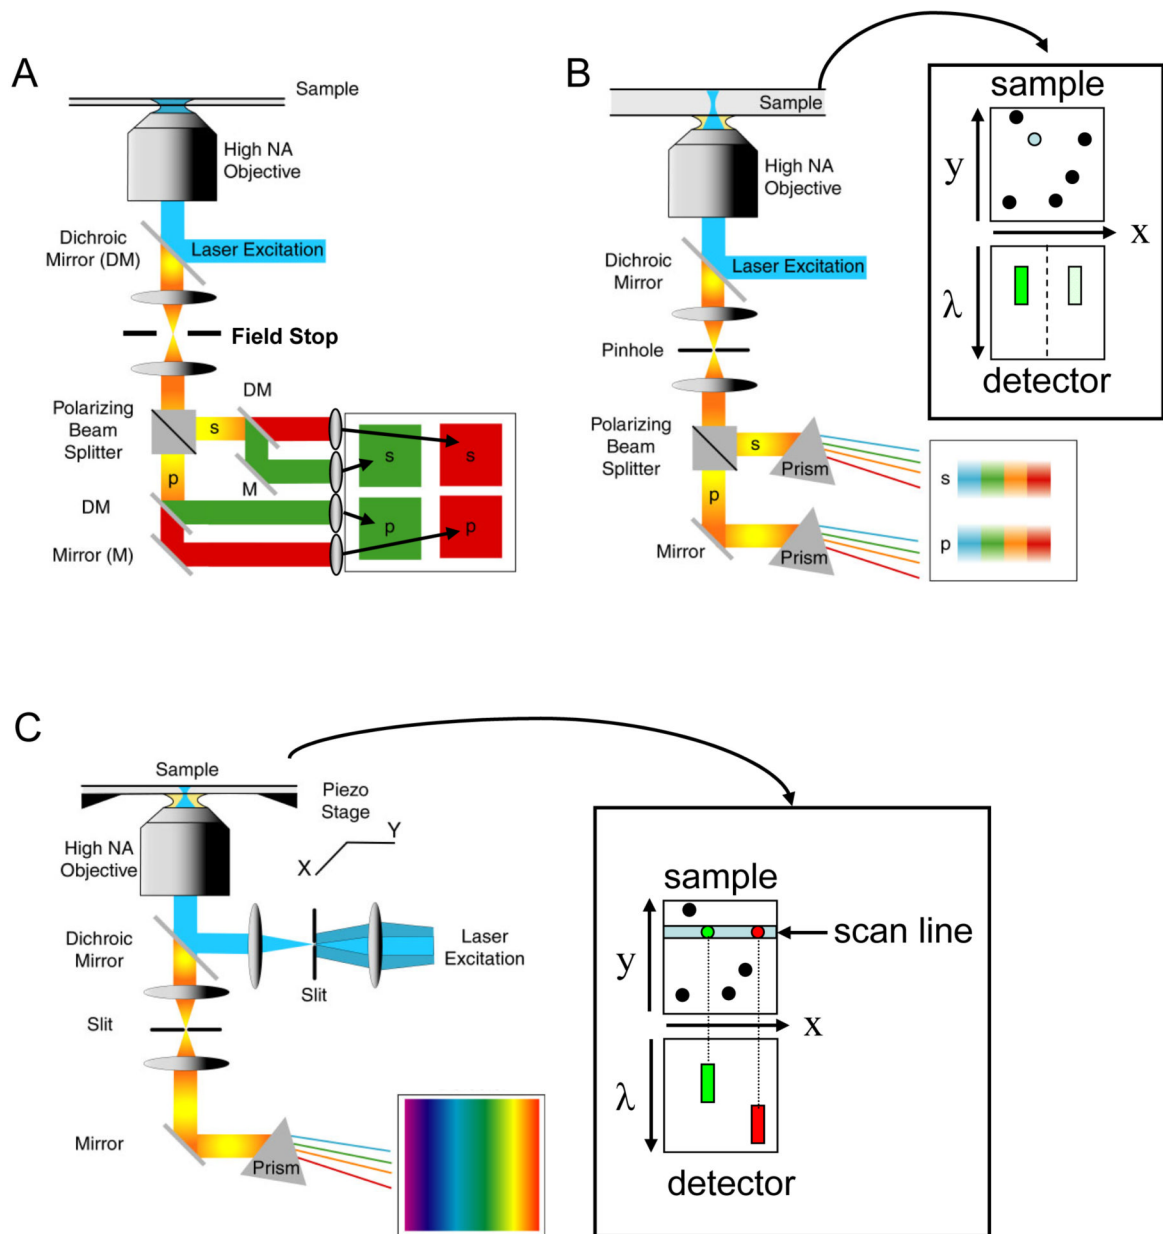 A
Sample
High NA
Objective
Dichroic
Mirror (DM)
Laser Excitation
Field Stop
DM
Polarizing
Beam
Splitter
s
M
p
DM
Mirror (M)
s
s
p
p
B
Sample
High NA
Objective
Dichroic
Mirror
Laser Excitation
Pinhole
Polarizing
Beam
Splitter
s
Prism
p
Mirror
Prism
s
p
sample
y
x
λ
detector
C
Sample
Piezo
Stage
High NA
Objective
X
Y
Dichroic
Mirror
Laser
Excitation
Slit
Slit
Mirror
Prism
sample
scan line
y
x
λ
detector